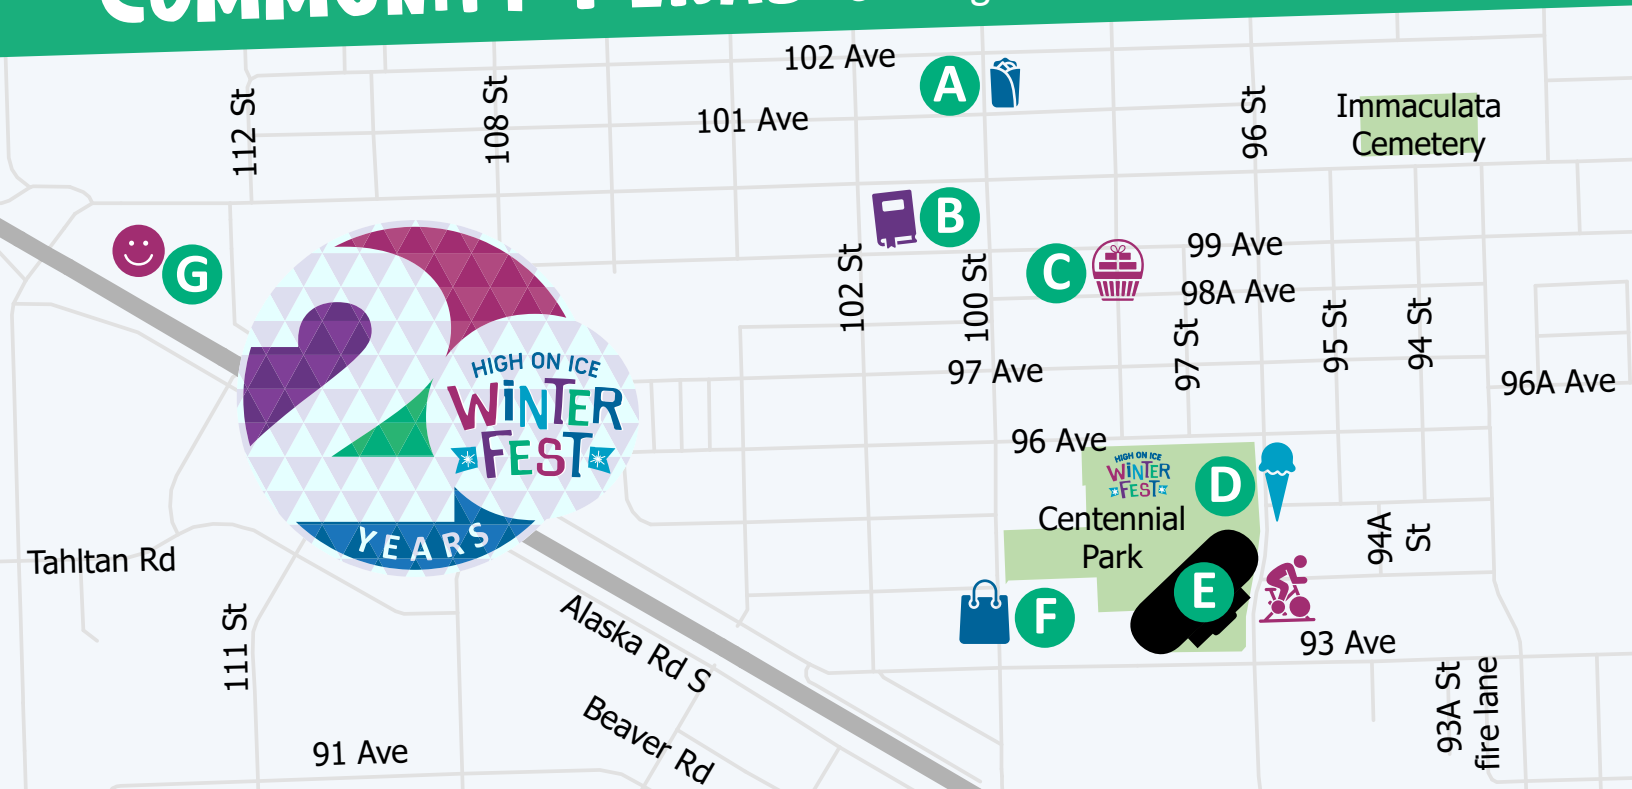 102 Ave
A
101 Ave
112 St
108 St
96 St
Immaculata
Cemetery
B
G
C
99 Ave
98A Ave
102 St
100 St
97 St
95 St
94 St
97 Ave
96A Ave
HIGH ON ICE
WINTER
FEST
YEARS
96 Ave
HIGH ON ICE
WINTER
FEST
D
Centennial
Park
94A
St
Tahltan Rd
E
F
93 Ave
111 St
Alaska Rd S
Beaver Rd
91 Ave
93A St
fire lane